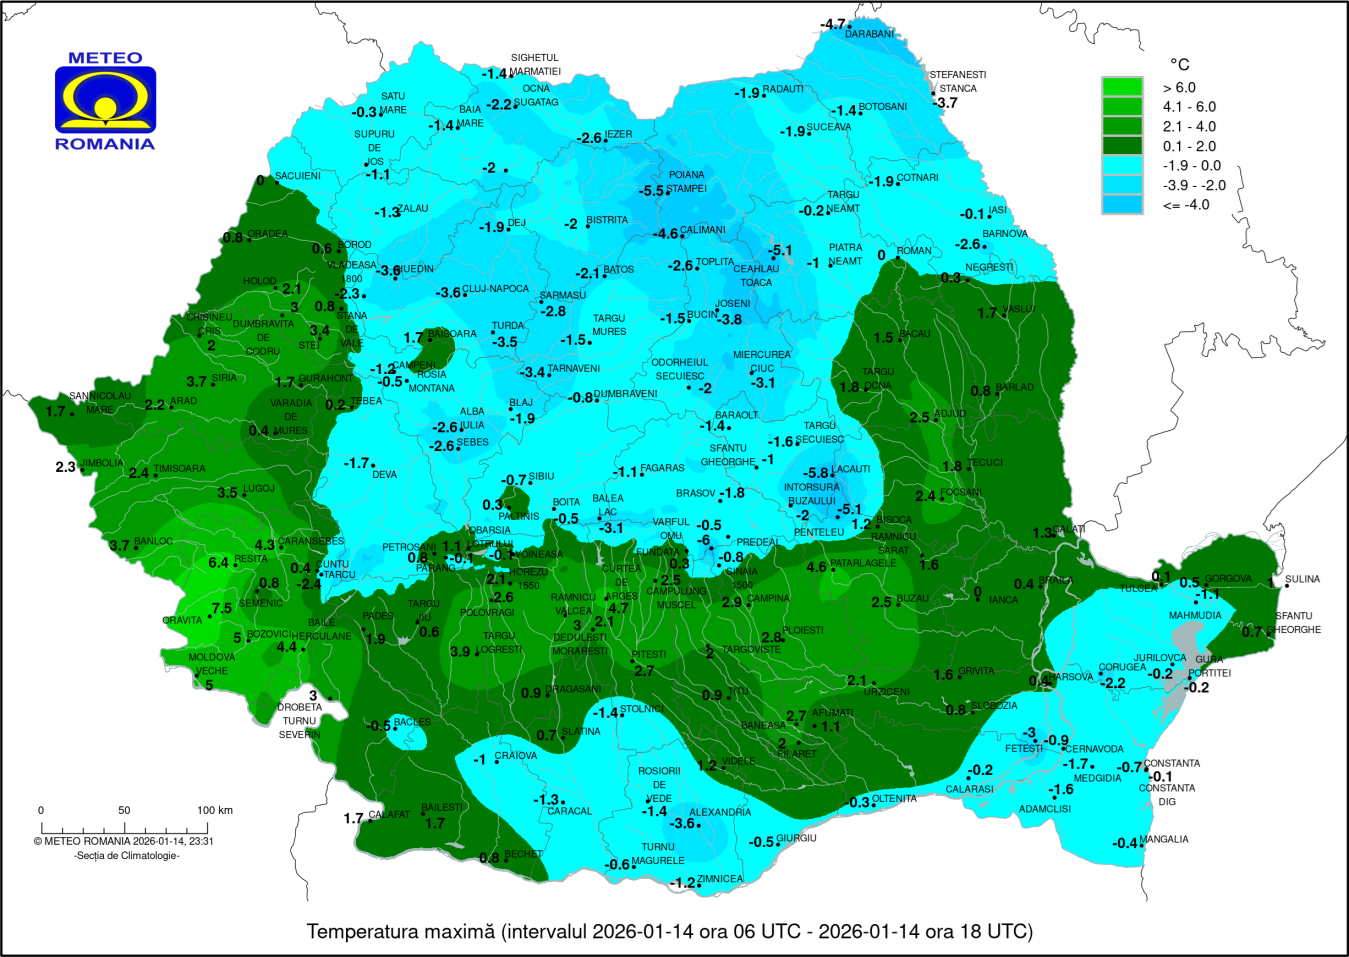 METEO
ROMANIA
°C
> 6.0
4.1 - 6.0
2.1 - 4.0
0.1 - 2.0
-1.9 - 0.0
-3.9 - -2.0
<= -4.0
-4.7
DARABANI
SIGHETUL
MARMATIEI
-1.4
OCNA
SUGATAG
-2.2
STEFANESTI
STANCA
-3.7
-1.9
RADAUTI
SATU
MARE
-0.3
BAIA
MARE
-1.4
-1.4
BOTOSANI
-1.9
SUCEAVA
-2.6
IEZER
SUPURU
DE
JOS
-1.1
-2
0
SACUIENI
POIANA
STAMPEI
-5.5
-1.9
COTNARI
TARGU
NEAMT
-0.2
-1.3
ZALAU
-0.1
IASI
-1.9
DEJ
-2
BISTRITA
-4.6
CALIMANI
BARNOVA
-2.6
0.8
ORADEA
0.6
BOROD
PIATRA
NEAMT
-1
0
ROMAN
-5.1
CEAHLAU
TOACA
VLADEASA
1800
-2.3
-3.6
HUEDIN
-2.1
BATOS
-2.6
TOPLITA
NEGRESTI
0.3
HOLOD
2.1
-3.6
CLUJ-NAPOCA
SARMASU
-2.8
JOSENI
-3.8
-1.5
BUCIN
1.7
VASLUI
3
DUMBRAVITA
DE
CODRU
0.8
STANA
DE
VALE
CHISINEU
CRIS
2
3.4
STEI
1.7
BAISOARA
TURDA
-3.5
TARGU
MURES
-1.5
1.5
BACAU
ODORHEIUL
SECUIESC
-2
MIERCUREA
CIUC
-3.1
-1.2
CAMPENI
-0.5
ROSIA
MONTANA
-3.4
TARNAVENI
TARGU
OCNA
1.8
3.7
SIRIA
1.7
GURAHONT
0.8
BARLAD
SANNICOLAU
MARE
1.7
2.2
ARAD
0.2
TEBEA
-0.8
DUMBRAVENI
BLAJ
-1.9
VARADIA
DE
MURES
0.4
ALBA
IULIA
-2.6
BARAOLT
-1.4
2.5
ADJUD
-2.6
SEBES
TARGU
SECUIESC
-1.6
SFANTU
GHEORGHE
-1
2.3
JIMBOLIA
2.4
TIMISOARA
-1.7
DEVA
-0.7
SIBIU
-1.1
FAGARAS
-5.8
LACAUTI
1.8
TECUCI
3.5
LUGOJ
BRASOV
-1.8
INTORSURA
BUZAULUI
-2
2.4
FOCSANI
0.3
PALTINIS
BOITA
0.5
BALEA
LAC
-3.1
-5.1
PENTELEU
1.2
BISOCA
VARFUL
OMU
-0.5
-6
PREDEAL
1.3
GALATI
3.7
BANLOC
4.3
CARANSEBES
OBARSIA
LOTRULUI
1.1
PETROSANI
0.8
PARANG
-0.1
-0.1
VOINEASA
FUNDATA
0.3
-0.8
SINAIA
1500
RAMNICU
SARAT
1.6
6.4
RESITA
0.4
CUNTU
-2.4
TARCU
4.6
PATARLAGELE
HOREZU
1550
2.1
CURTEA
DE
ARGES
4.7
2.5
CAMPULUNG
MUSCEL
0.4
BRAILA
0.1
TULCEA
0.5
GORGOVA
1
SULINA
0.8
SEMENIC
-2.6
POLOVRAGI
2.9
CAMPINA
2.5
BUZAU
0
IANCA
-1.1
MAHMUDIA
7.5
ORAVITA
BAILE
HERCULANE
4.4
PADES
1.9
TARGU
JIU
0.6
RAMNICU
VALCEA
3
2.1
DEDULESTI
MORARESTI
SFANTU
GHEORGHE
0.7
5
BOZOVICI
TARGU
LOGRESTI
3.9
2.8
PLOIESTI
2
TARGOVISTE
MOLDOVA
VECHE
5
PITESTI
2.7
JURILOVCA
-0.2
GURA
PORTITEI
-0.2
CORUGEA
-2.2
3
DROBETA
TURNU
SEVERIN
0.9
DRAGASANI
0.9
TITU
2.1
URZICENI
1.6
GRIVITA
0.4
HARSOVA
-1.4
STOLNICI
0.8
SLOBOZIA
-0.5
BACLES
0.7
SLATINA
BANEASA
2.7
AFUMATI
1.1
2
FILARET
-3
FETESTI
-0.9
CERNAVODA
-1
CRAIOVA
1.2
VIDELE
-1.7
MEDGIDIA
-0.7
CONSTANTA
-0.1
CONSTANTA
DIG
-0.2
CALARASI
ROSIORII
DE
VEDE
-1.4
-1.3
CARACAL
-0.3
OLTENITA
-1.6
ADAMCLISI
1.7
CALAFAT
BAILESTI
1.7
ALEXANDRIA
-3.6
-0.5
GIURGIU
-0.4
MANGALIA
0.8
BECHET
TURNU
MAGURELE
-0.6
-1.2
ZIMNICEA
0 50 100 km
© METEO ROMANIA 2026-01-14, 23:31
-Secția de Climatologie-
Temperatura maximă (intervalul 2026-01-14 ora 06 UTC - 2026-01-14 ora 18 UTC)